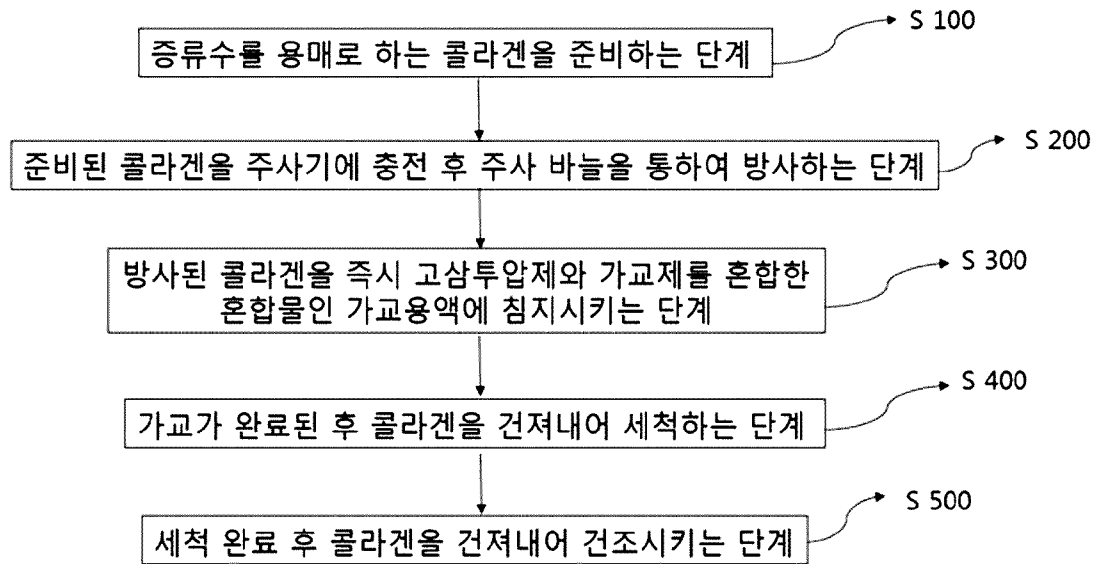 S 100
증류수를 용매로 하는 콜라겐을 준비하는 단계
S 200
준비된 콜라겐을 주사기에 충전 후 주사 바늘을 통하여 방사하는 단계
S 300
방사된 콜라겐을 즉시 고삼투압제와 가교제를 혼합한
혼합물인 가교용액에 침지시키는 단계
S 400
가교가 완료된 후 콜라겐을 건져내어 세척하는 단계
S 500
세척 완료 후 콜라겐을 건져내어 건조시키는 단계